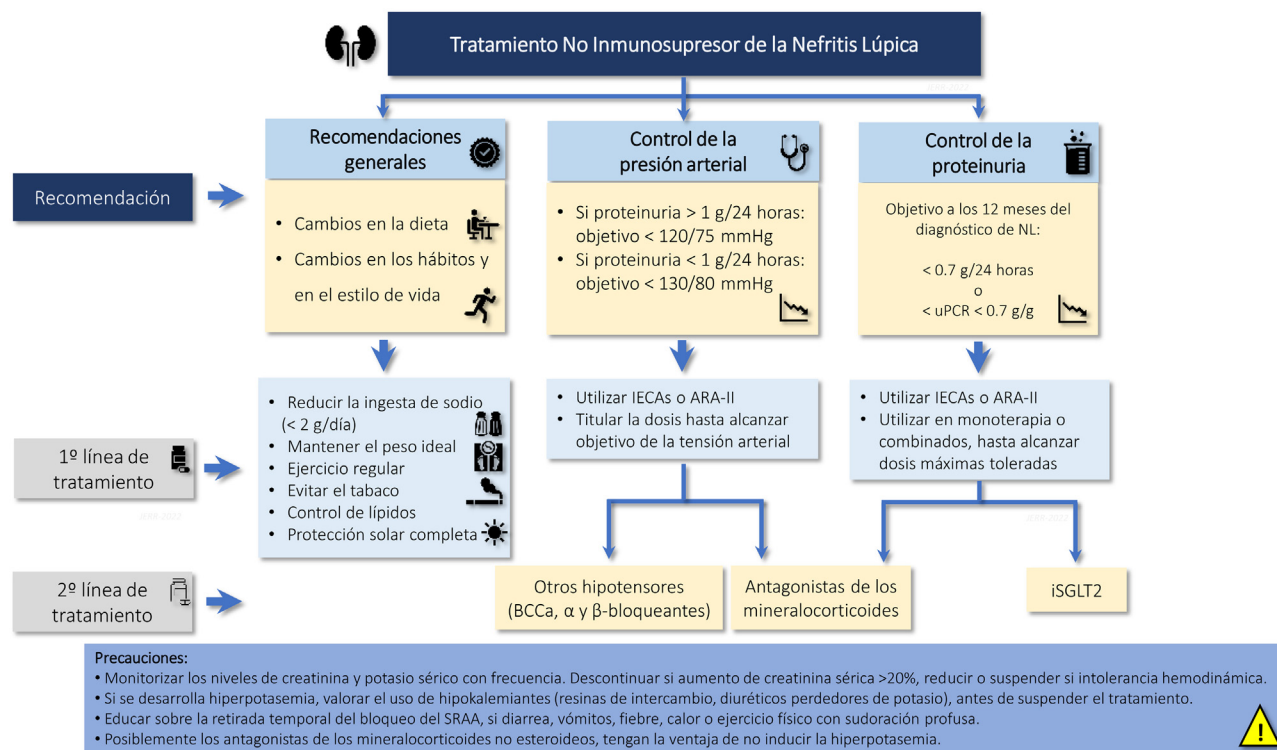 Tratamiento No Inmunosupresor de la Nefritis Lúpica
Recomendaciones
generales
Control de la
presión arterial
Control de la
proteinuria
Recomendación
• Cambios en la dieta
• Cambios en los hábitos y
en el estilo de vida
• Si proteinuria > 1 g/24 horas:
objetivo < 120/75 mmHg
• Si proteinuria < 1 g/24 horas:
objetivo < 130/80 mmHg
Objetivo a los 12 meses del
diagnóstico de NL:
< 0.7 g/24 horas
o
< uPCR < 0.7 g/g
1º línea de
tratamiento
• Reducir la ingesta de sodio
(< 2 g/día)
• Mantener el peso ideal
• Ejercicio regular
• Evitar el tabaco
• Control de lípidos
• Protección solar completa
• Utilizar IECAs o ARA-II
• Titular la dosis hasta alcanzar
objetivo de la tensión arterial
• Utilizar IECAs o ARA-II
• Utilizar en monoterapia o
combinados, hasta alcanzar
dosis máximas toleradas
2º línea de
tratamiento
Otros hipotensores
(BCCa, α y β-bloqueantes)
Antagonistas de los
mineralocorticoides
iSGLT2
Precauciones:
• Monitorizar los niveles de creatinina y potasio sérico con frecuencia. Descontinuar si aumento de creatinina sérica >20%, reducir o suspender si intolerancia hemodinámica.
• Si se desarrolla hiperpotasemia, valorar el uso de hipokalemiantes (resinas de intercambio, diuréticos perdedores de potasio), antes de suspender el tratamiento.
• Educar sobre la retirada temporal del bloqueo del SRAA, si diarrea, vómitos, fiebre, calor o ejercicio físico con sudoración profusa.
• Posiblemente los antagonistas de los mineralocorticoides no esteroideos, tengan la ventaja de no inducir la hiperpotasemia.